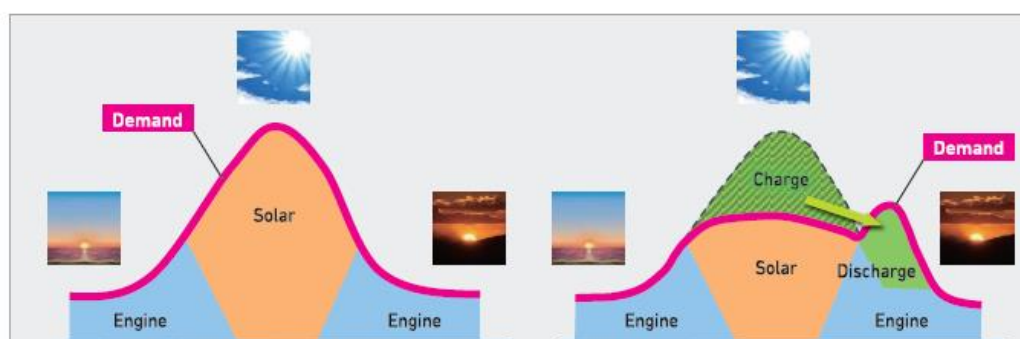 Demand
Solar
Engine
Engine
Charge
Demand
Solar
Discharge
Engine
Engine